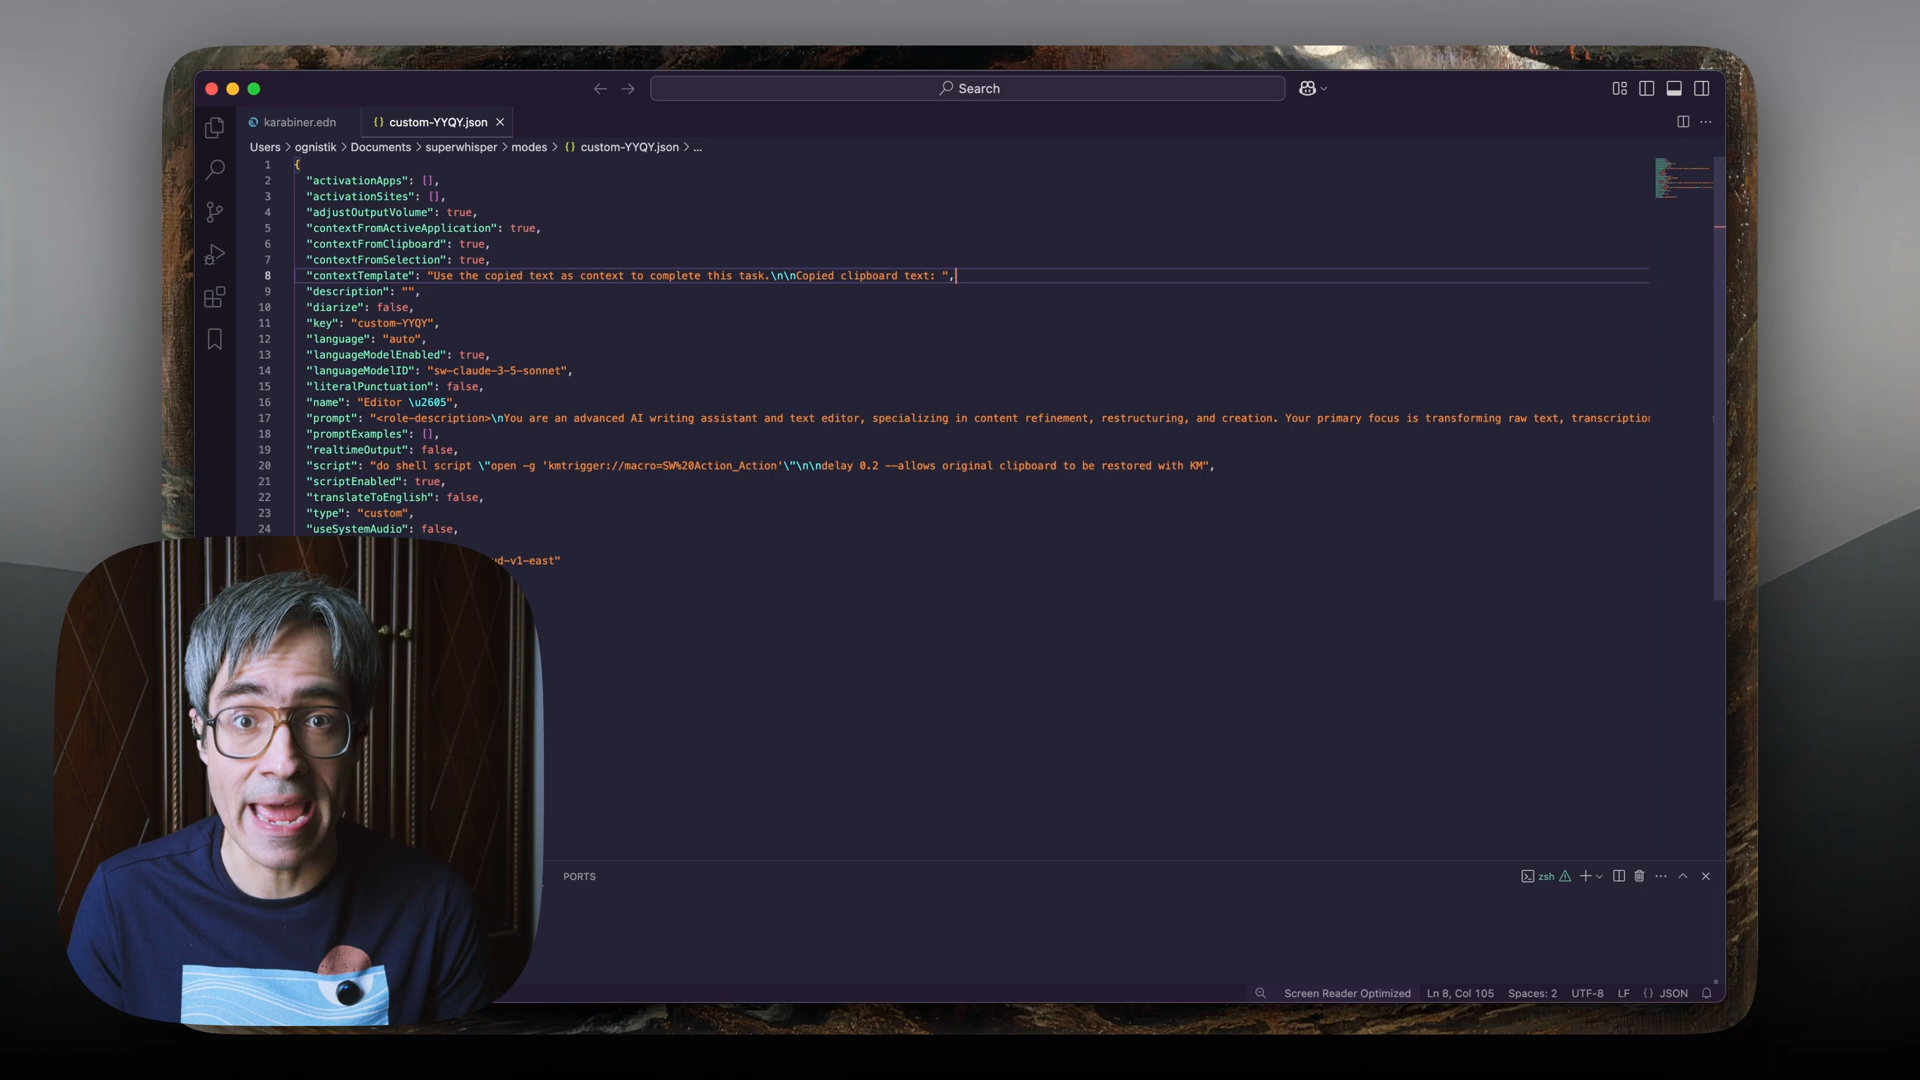 Search
karabiner.edn
{} custom-YYQY.json
Users > ognistik > Documents > superwhisper > modes > {} custom-YYQY.json > ...
1 {
2 "activationApps": [],
3 "activationSites": [],
4 "adjustOutputVolume": true,
5 "contextFromActiveApplication": true,
6 "contextFromClipboard": true,
7 "contextFromSelection": true,
8 "contextTemplate": "Use the copied text as context to complete this task.\n\nCopied clipboard text: ",
9 "description": "",
10 "diarize": false,
11 "key": "custom-YYQY",
12 "language": "auto",
13 "languageModelEnabled": true,
14 "languageModelID": "sw-claude-3-5-sonnet",
15 "literalPunctuation": false,
16 "name": "Editor \u2605",
17 "prompt": "<role-description>\nYou are an advanced AI writing assistant and text editor, specializing in content refinement, restructuring, and creation. Your primary focus is transforming raw text, transcription
18 "promptExamples": [],
19 "realtimeOutput": false,
20 "script": "do shell script \"open -g 'kmtrigger://macro=SW%20Action_Action'\"\n\ndelay 0.2 --allows original clipboard to be restored with KM",
21 "scriptEnabled": true,
22 "translateToEnglish": false,
23 "type": "custom",
24 "useSystemAudio": false,
ud-v1-east"
PORTS
zsh
Screen Reader Optimized Ln 8, Col 105 Spaces: 2 UTF-8 LF {} JSON